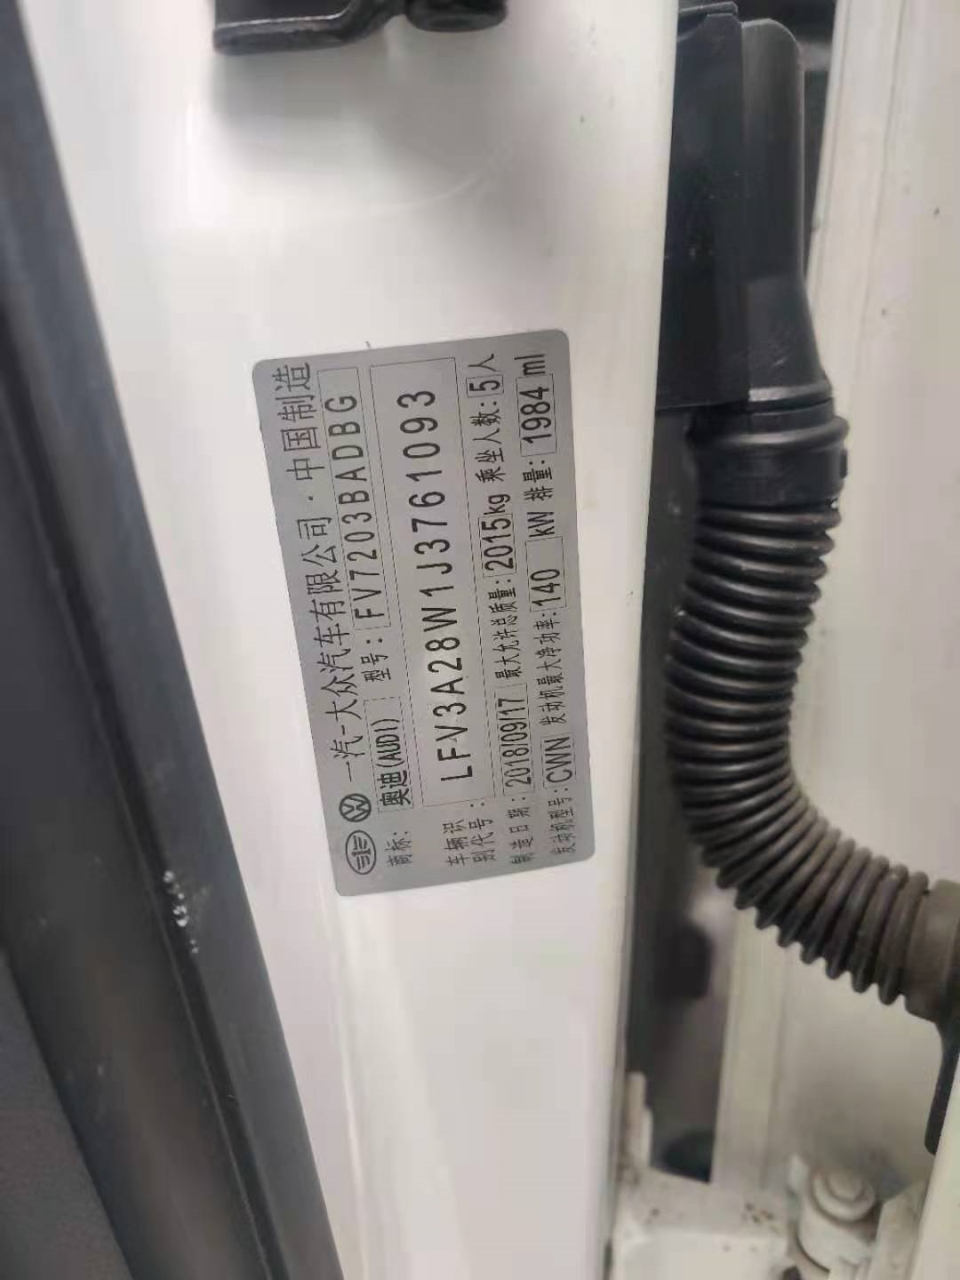 一汽-大众汽车有限公司·中国制造
商标: 奥迪(AUDI) 型号: FV7203BADBG
车辆识别代号: LFV3A28W1J3761093
制造日期: 2018/09/17 最大允许总质量: 2015kg 乘坐人数: 5人
发动机型号: CWN 发动机最大净功率: 140 kW 排量: 1984 ml